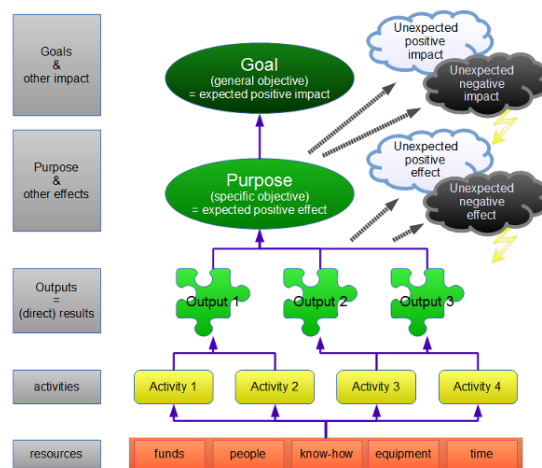 Goals
&
other impact
Goal
(general objective)
= expected positive impact
Unexpected
positive
impact
Unexpected
negative
impact
Purpose
&
other effects
Purpose
(specific objective)
= expected positive effect
Unexpected
positive
effect
Unexpected
negative
effect
Outputs
=
(direct) results
Output 1
Output 2
Output 3
activities
Activity 1
Activity 2
Activity 3
Activity 4
resources
funds
people
know-how
equipment
time